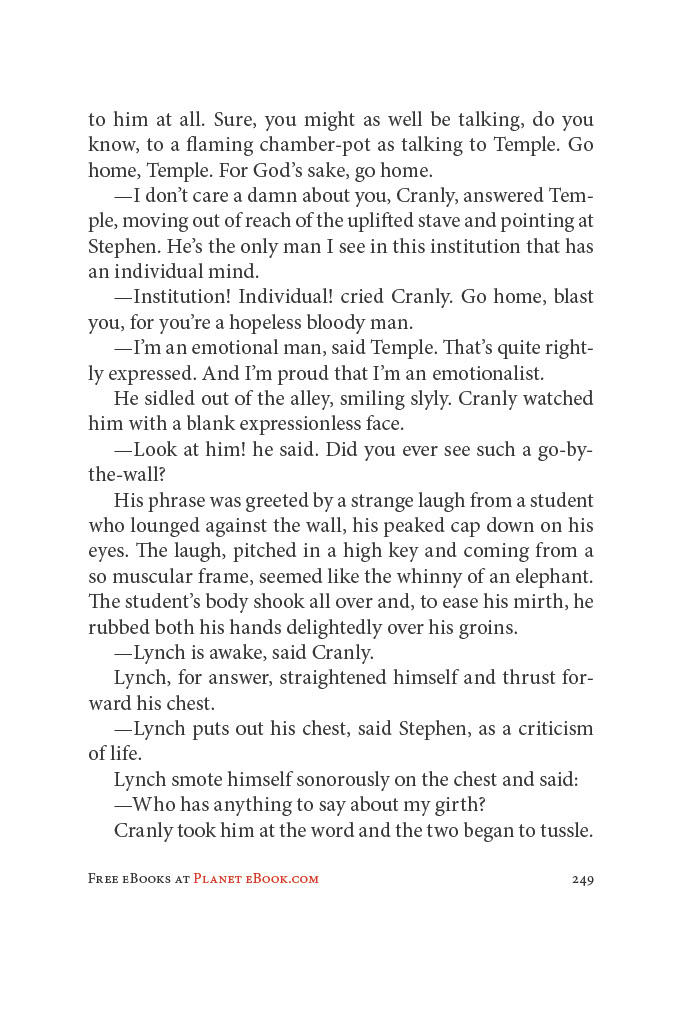 to him at all. Sure, you might as well be talking, do you
know, to a flaming chamber-pot as talking to Temple. Go
home, Temple. For God’s sake, go home.
—I don’t care a damn about you, Cranly, answered Tem-
ple, moving out of reach of the uplifted stave and pointing at
Stephen. He’s the only man I see in this institution that has
an individual mind.
—Institution! Individual! cried Cranly. Go home, blast
you, for you’re a hopeless bloody man.
—I’m an emotional man, said Temple. That’s quite right-
ly expressed. And I’m proud that I’m an emotionalist.
He sidled out of the alley, smiling slyly. Cranly watched
him with a blank expressionless face.
—Look at him! he said. Did you ever see such a go-by-
the-wall?
His phrase was greeted by a strange laugh from a student
who lounged against the wall, his peaked cap down on his
eyes. The laugh, pitched in a high key and coming from a
so muscular frame, seemed like the whinny of an elephant.
The student’s body shook all over and, to ease his mirth, he
rubbed both his hands delightedly over his groins.
—Lynch is awake, said Cranly.
Lynch, for answer, straightened himself and thrust for-
ward his chest.
—Lynch puts out his chest, said Stephen, as a criticism
of life.
Lynch smote himself sonorously on the chest and said:
—Who has anything to say about my girth?
Cranly took him at the word and the two began to tussle.
Free eBooks at Planet eBook.com 249